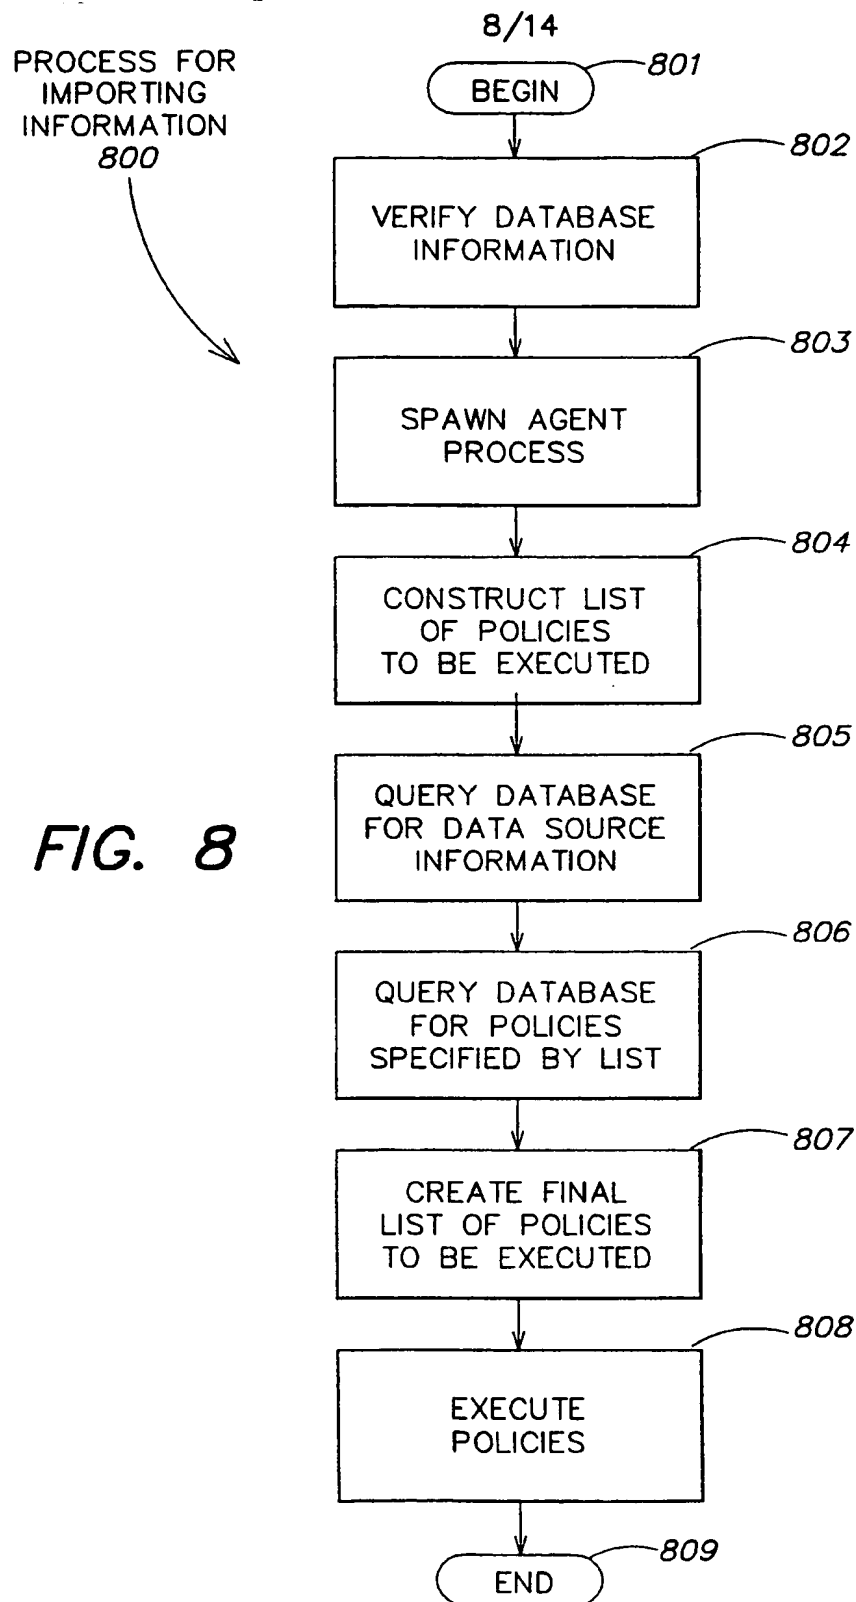 8/14
PROCESS FOR
IMPORTING
INFORMATION
800
BEGIN
801
802
VERIFY DATABASE
INFORMATION
803
SPAWN AGENT
PROCESS
804
CONSTRUCT LIST
OF POLICIES
TO BE EXECUTED
805
QUERY DATABASE
FOR DATA SOURCE
INFORMATION
FIG. 8
806
QUERY DATABASE
FOR POLICIES
SPECIFIED BY LIST
807
CREATE FINAL
LIST OF POLICIES
TO BE EXECUTED
808
EXECUTE
POLICIES
809
END